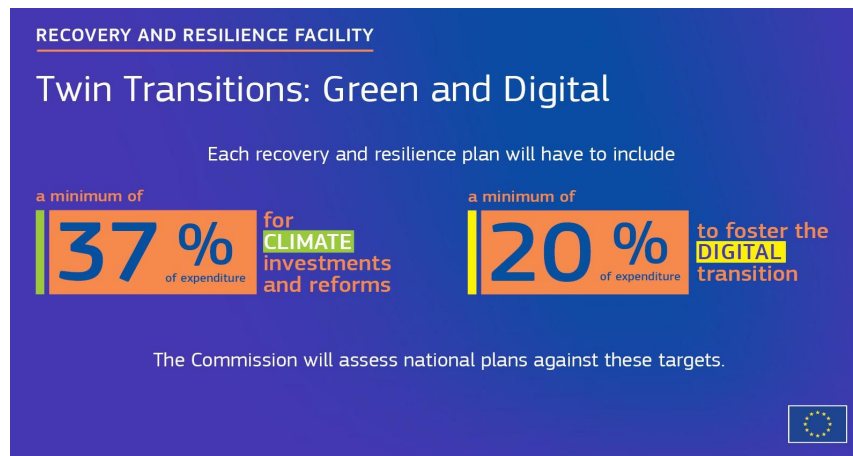 RECOVERY AND RESILIENCE FACILITY
Twin Transitions: Green and Digital
Each recovery and resilience plan will have to include
a minimum of
37 %
of expenditure
for
CLIMATE
investments
and reforms
a minimum of
20 %
of expenditure
to foster the
DIGITAL
transition
The Commission will assess national plans against these targets.